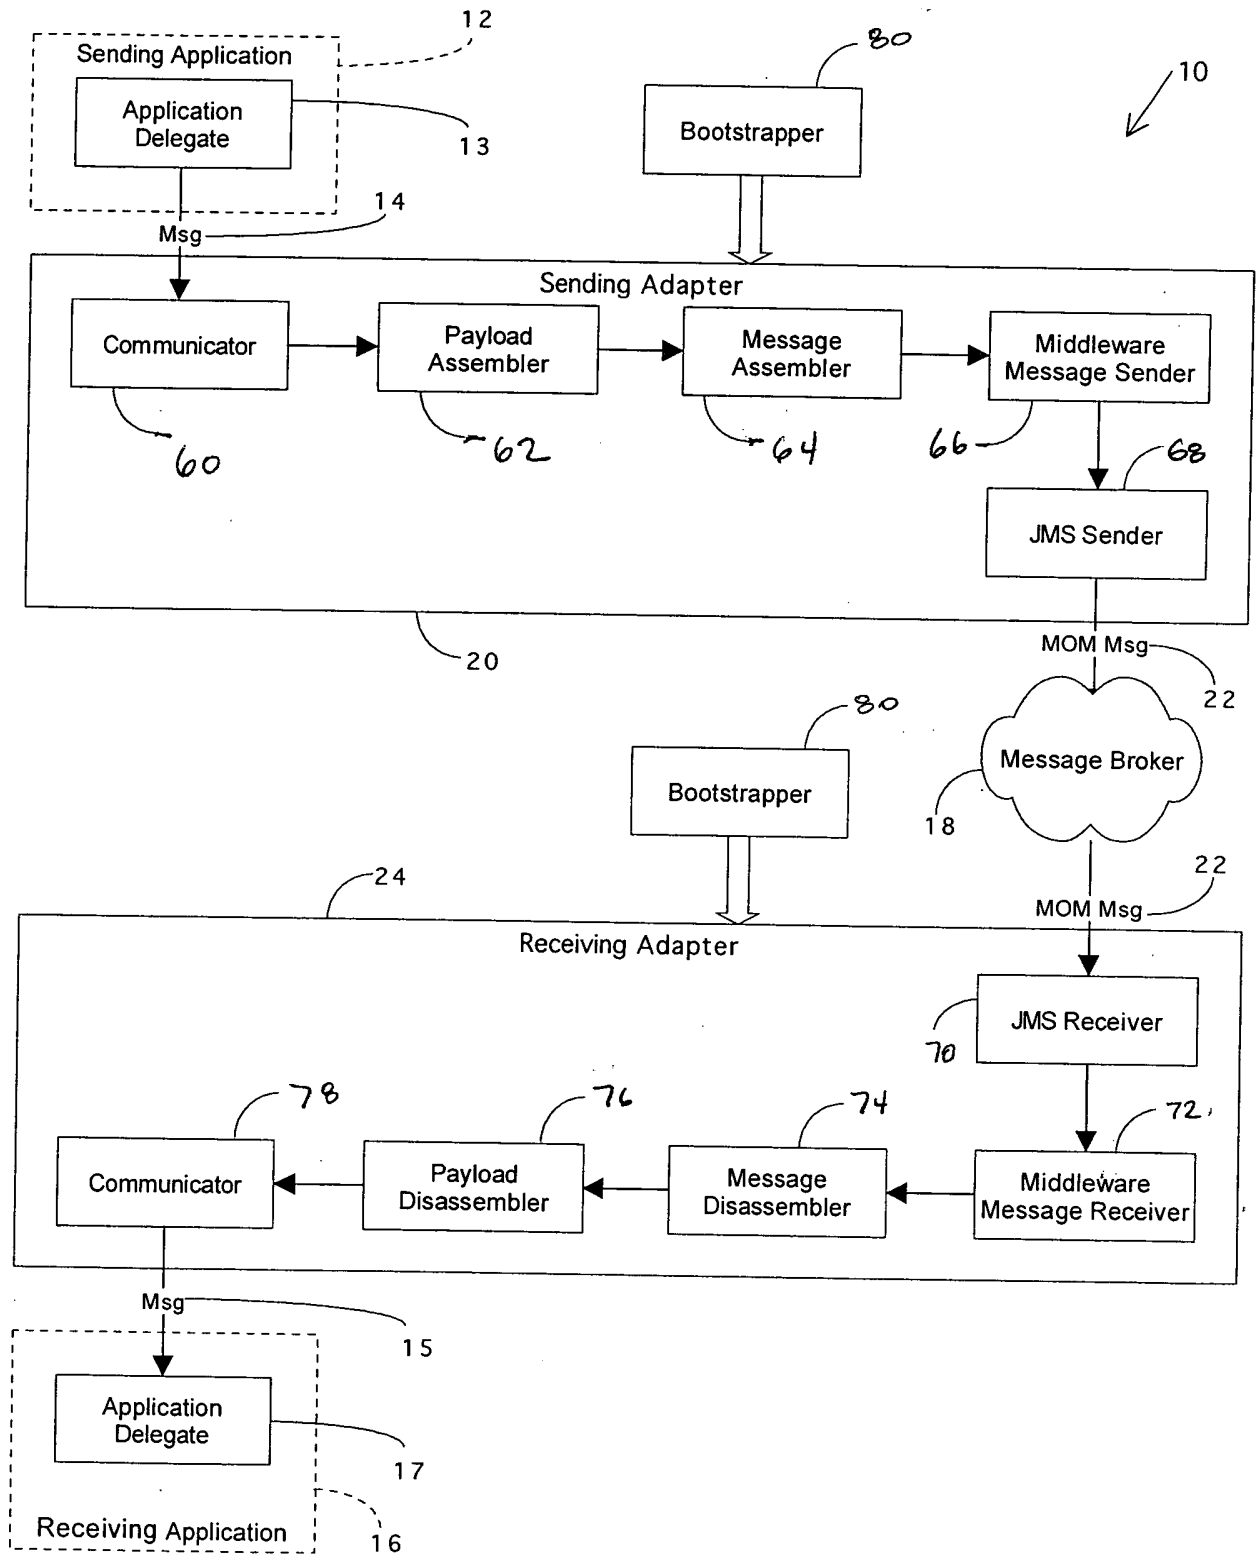 12
Sending Application
80
10
Application
Delegate
Bootstrapper
13
14
Msg
Sending Adapter
Communicator
Payload
Assembler
Message
Assembler
Middleware
Message Sender
60
62
64
66
68
JMS Sender
20
MOM Msg
22
80
Message Broker
Bootstrapper
18
24
22
MOM Msg
Receiving Adapter
JMS Receiver
70
78
76
74
72
Communicator
Payload
Disassembler
Message
Disassembler
Middleware
Message Receiver
Msg
15
Application
Delegate
17
Receiving Application
16